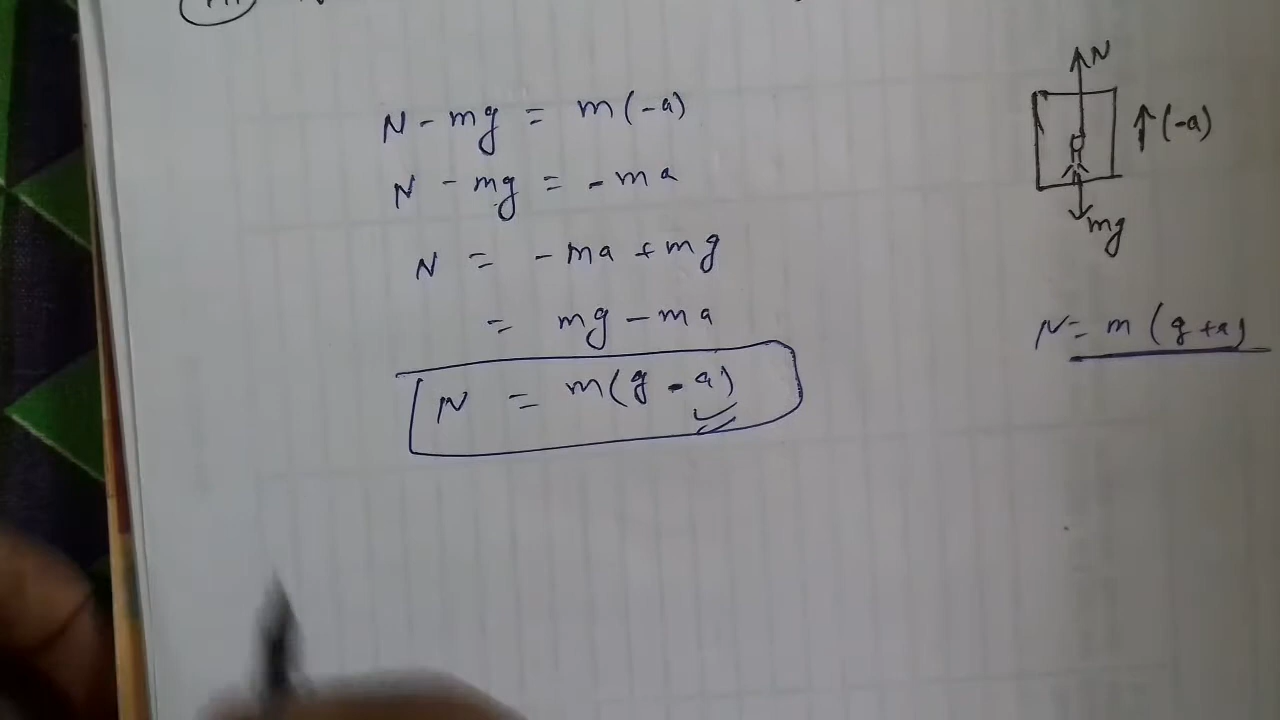 N - mg = m(-a)
N - mg = - ma
N = - ma + mg
= mg - ma
N = m(g - a)
N
(-a)
mg
N = m (g + a)